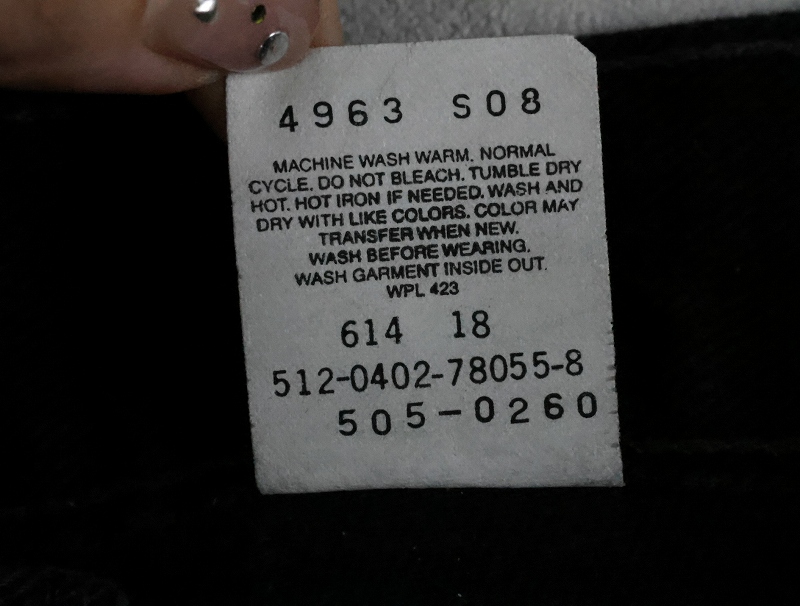 4963 S08
MACHINE WASH WARM. NORMAL
CYCLE. DO NOT BLEACH. TUMBLE DRY
HOT. HOT IRON IF NEEDED. WASH AND
DRY WITH LIKE COLORS. COLOR MAY
TRANSFER WHEN NEW.
WASH BEFORE WEARING.
WASH GARMENT INSIDE OUT.
WPL 423
614 18
512-0402-78055-8
505-0260